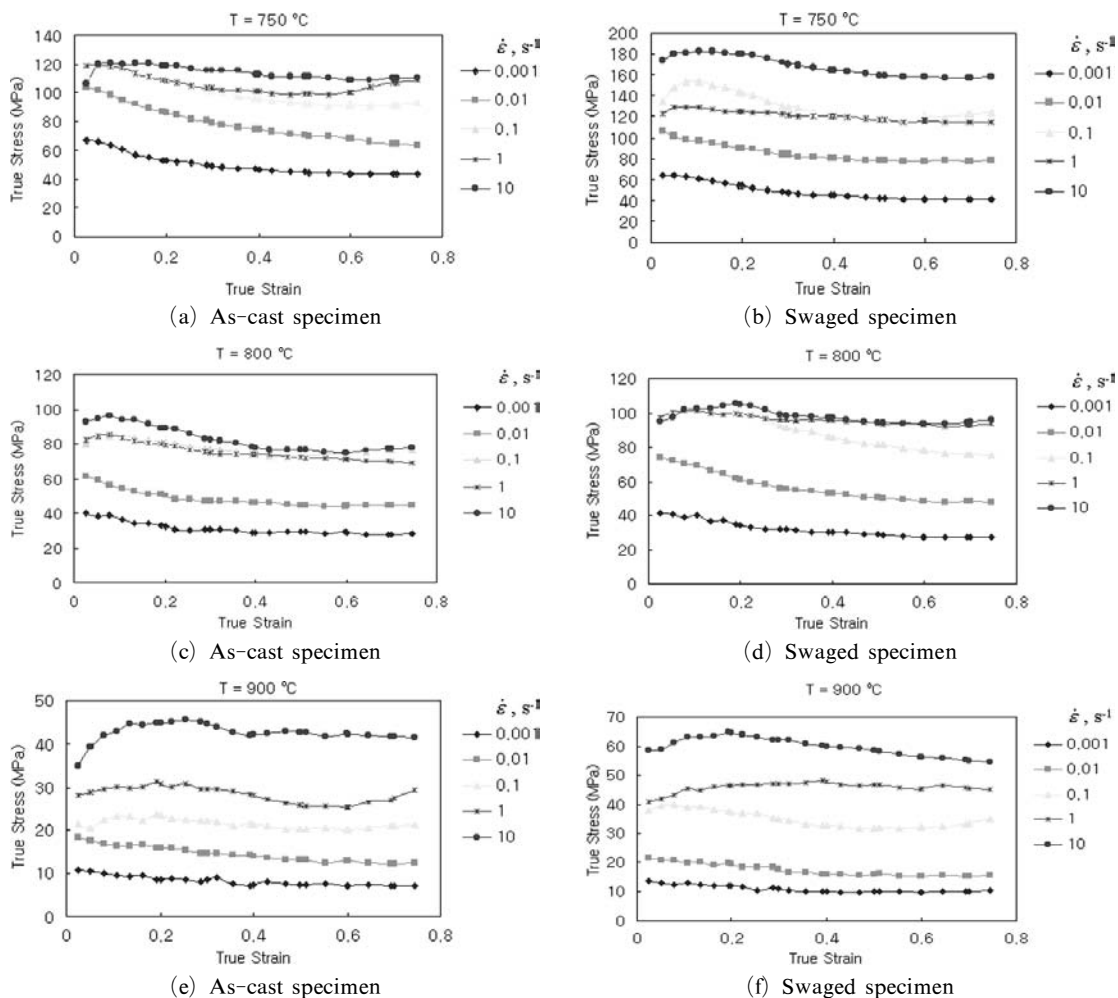 T = 750 °C
True Stress (MPa)
140
120
100
80
60
40
20
0
0 0.2 0.4 0.6 0.8
True Strain
ε̇ , s⁻
0.001
0.01
0.1
1
10
(a) As-cast specimen
T = 750 °C
True Stress (MPa)
200
180
160
140
120
100
80
60
40
20
0
0 0.2 0.4 0.6 0.8
True Strain
ε̇ , s⁻
0.001
0.01
0.1
1
10
(b) Swaged specimen
T = 800 °C
True Stress (MPa)
120
100
80
60
40
20
0
0 0.2 0.4 0.6 0.8
True Strain
ε̇ , s⁻
0.001
0.01
0.1
1
10
(c) As-cast specimen
T = 800 °C
True Stress (MPa)
120
100
80
60
40
20
0
0 0.2 0.4 0.6 0.8
True Strain
ε̇ , s⁻
0.001
0.01
0.1
1
10
(d) Swaged specimen
T = 900 °C
True Stress (MPa)
50
40
30
20
10
0
0 0.2 0.4 0.6 0.8
True Strain
ε̇ , s⁻
0.001
0.01
0.1
1
10
(e) As-cast specimen
T = 900 °C
True Stress (MPa)
70
60
50
40
30
20
10
0
0 0.2 0.4 0.6 0.8
True Strain
ε̇ , s⁻¹
0.001
0.01
0.1
1
10
(f) Swaged specimen